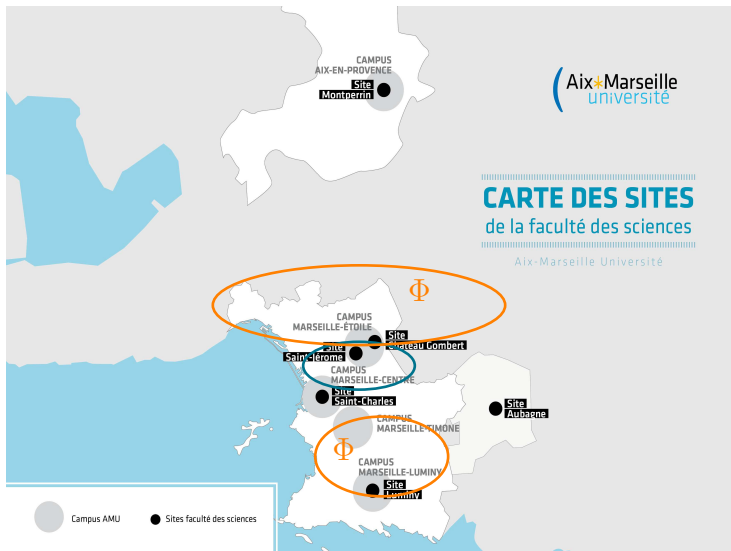 CAMPUS
AIX-EN-PROVENCE
Site
Montperrin
Aix*Marseille
université
CARTE DES SITES
de la faculté des sciences
Aix-Marseille Université
Φ
CAMPUS
MARSEILLE-ÉTOILE
Site
Château Gombert
Site
Saint-Jérome
CAMPUS
MARSEILLE-CENTRE
Site
Saint-Charles
CAMPUS
MARSEILLE-TIMONE
Site
Aubagne
Φ
CAMPUS
MARSEILLE-LUMINY
Site
Luminy
Campus AMU
Sites faculté des sciences